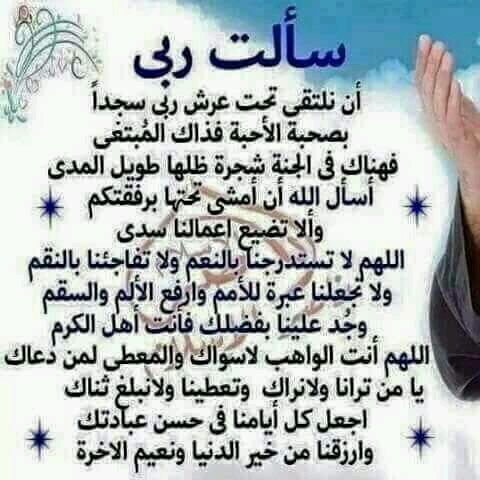 سألت ربى
أن نلتقى تحت عرش ربى سجداً
بصحبة الأحبة فذاك المُبتغى
فهناك فى الجنة شجرة ظلها طويل المدى
أسأل الله أن أمشى تحتها برفقتكم
وألا تضيع اعمالنا سدى
اللهم لا تستدرجنا بالنعم ولا تفاجئنا بالنقم
ولا تجعلنا عبرة للأمم وارفع الألم والسقم
وجُد علينا بفضلك فأنت أهل الكرم
اللهم أنت الواهب لاسواك والمعطى لمن دعاك
يا من ترانا ولانراك وتعطينا ولانبلغ ثناك
اجعل كل أيامنا فى حسن عبادتك
وارزقنا من خير الدنيا ونعيم الاخرة